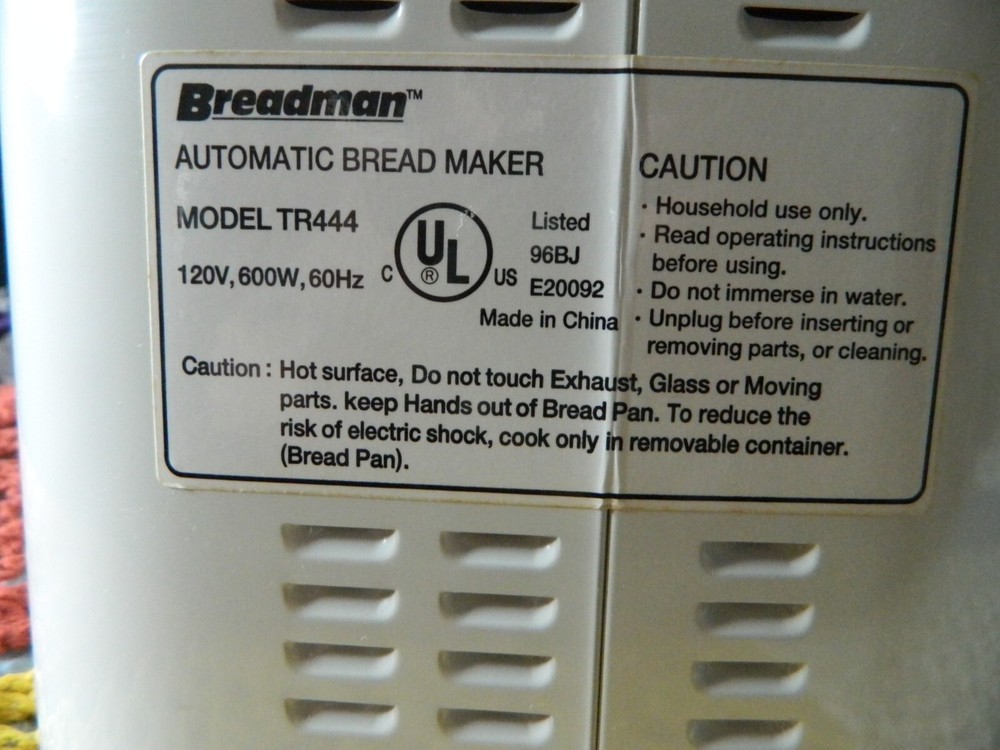 Breadman™
AUTOMATIC BREAD MAKER
MODEL TR444
120V, 600W, 60Hz
C UL ® US
Listed
96BJ
E20092
Made in China
CAUTION
· Household use only.
· Read operating instructions
before using.
· Do not immerse in water.
· Unplug before inserting or
removing parts, or cleaning.
Caution : Hot surface, Do not touch Exhaust, Glass or Moving
parts. keep Hands out of Bread Pan. To reduce the
risk of electric shock, cook only in removable container.
(Bread Pan).